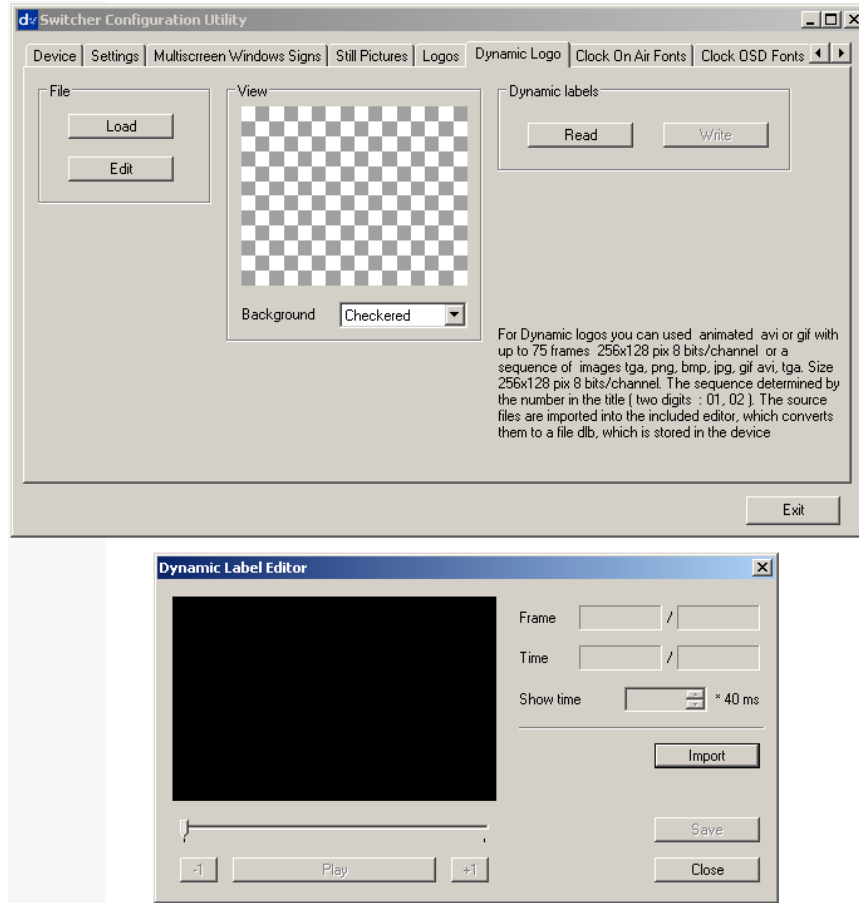 dv Switcher Configuration Utility
Device Settings Multiscrreen Windows Signs Still Pictures Logos Dynamic Logo Clock On Air Fonts Clock OSD Fonts
File View Dynamic labels
Load Read Write
Edit
Background Checkered
For Dynamic logos you can used animated avi or gif with
up to 75 frames 256x128 pix 8 bits/channel or a
sequence of images tga, png, bmp, jpg, gif avi, tga. Size
256x128 pix 8 bits/channel. The sequence determined by
the number in the title ( two digits : 01, 02 ). The source
files are imported into the included editor, which converts
them to a file dlb, which is stored in the device
Exit
Dynamic Label Editor
Frame /
Time /
Show time * 40 ms
Import
Save
-1 Play +1 Close